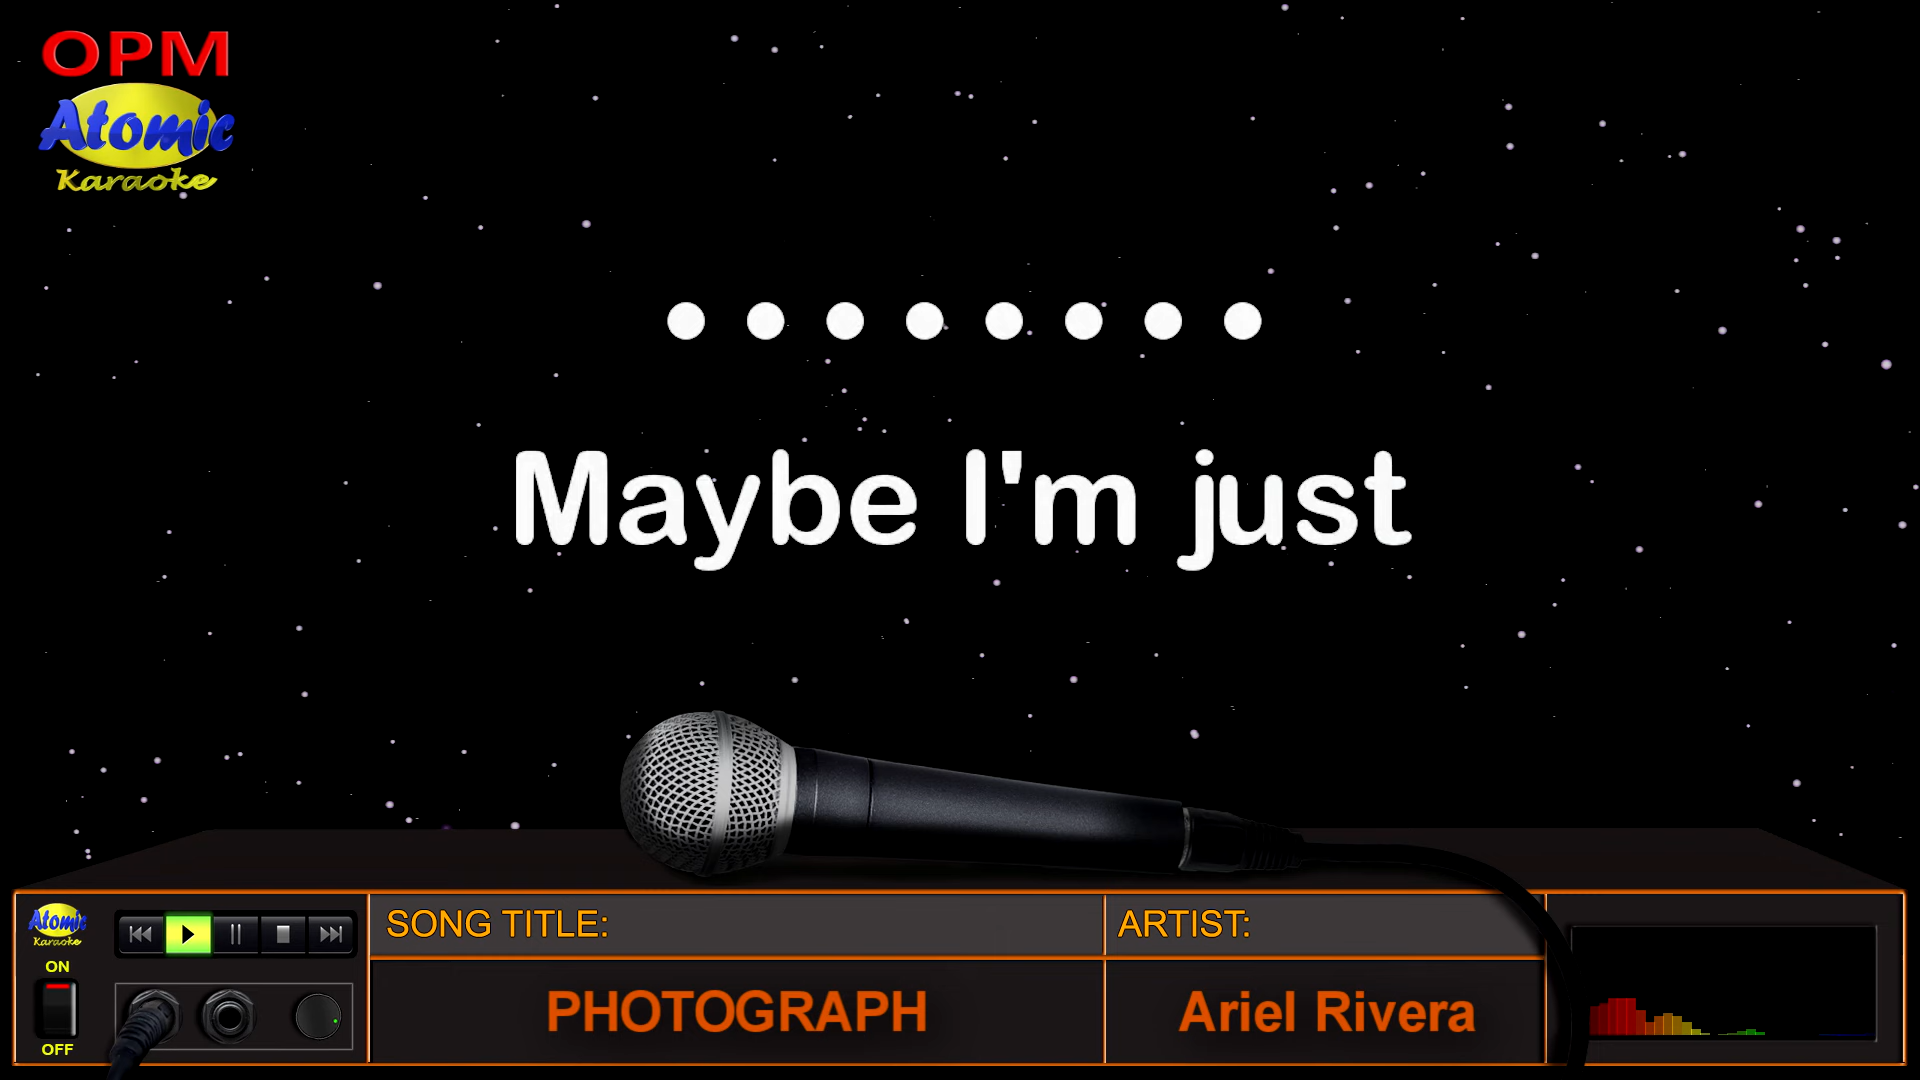 OPM
Atomic
Karaoke
Maybe I'm just
Atomic
Karaoke
ON
OFF
SONG TITLE:
PHOTOGRAPH
ARTIST:
Ariel Rivera